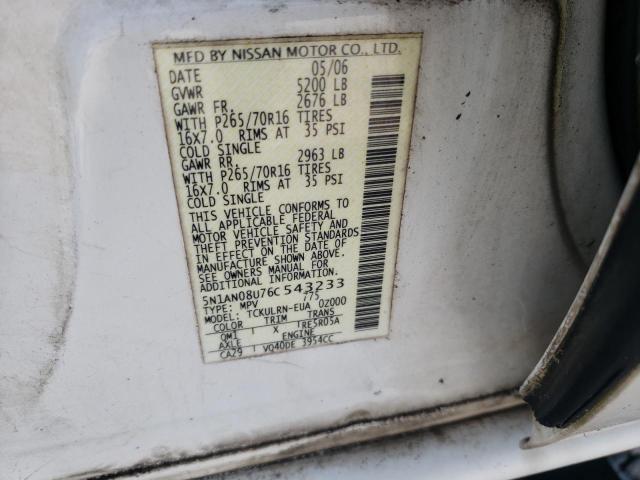 MFD BY NISSAN MOTOR CO., LTD.
DATE 05/06
GVWR 5200 LB
GAWR FR. 2676 LB
WITH P265/70R16 TIRES
16X7.0 RIMS AT 35 PSI
COLD SINGLE
GAWR RR. 2963 LB
WITH P265/70R16 TIRES
16X7.0 RIMS AT 35 PSI
COLD SINGLE
THIS VEHICLE CONFORMS TO
ALL APPLICABLE FEDERAL
MOTOR VEHICLE SAFETY AND
THEFT PREVENTION STANDARDS
IN EFFECT ON THE DATE OF
MANUFACTURE SHOWN ABOVE.
SEE OWNERS MANUAL FOR
ADDITIONAL INFORMATION.
5N1AN08U76C543233
TYPE: MPV /75
MODEL: TCKULRN-EUA 0Z000
COLOR TRIM TRANS
QM1 X RE5R05A
AXLE ENGINE
CA29 VQ40DE 3954CC